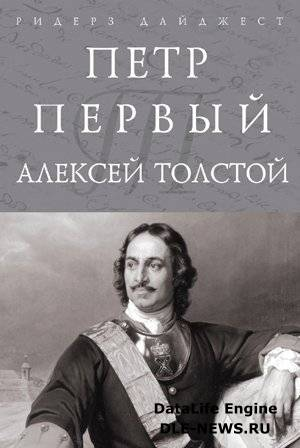 РИДЕРЗ ДАЙДЖЕСТ
ПЕТР
ПЕРВЫЙ
АЛЕКСЕЙ ТОЛСТОЙ
DataLife Engine
DLE-NEWS.RU